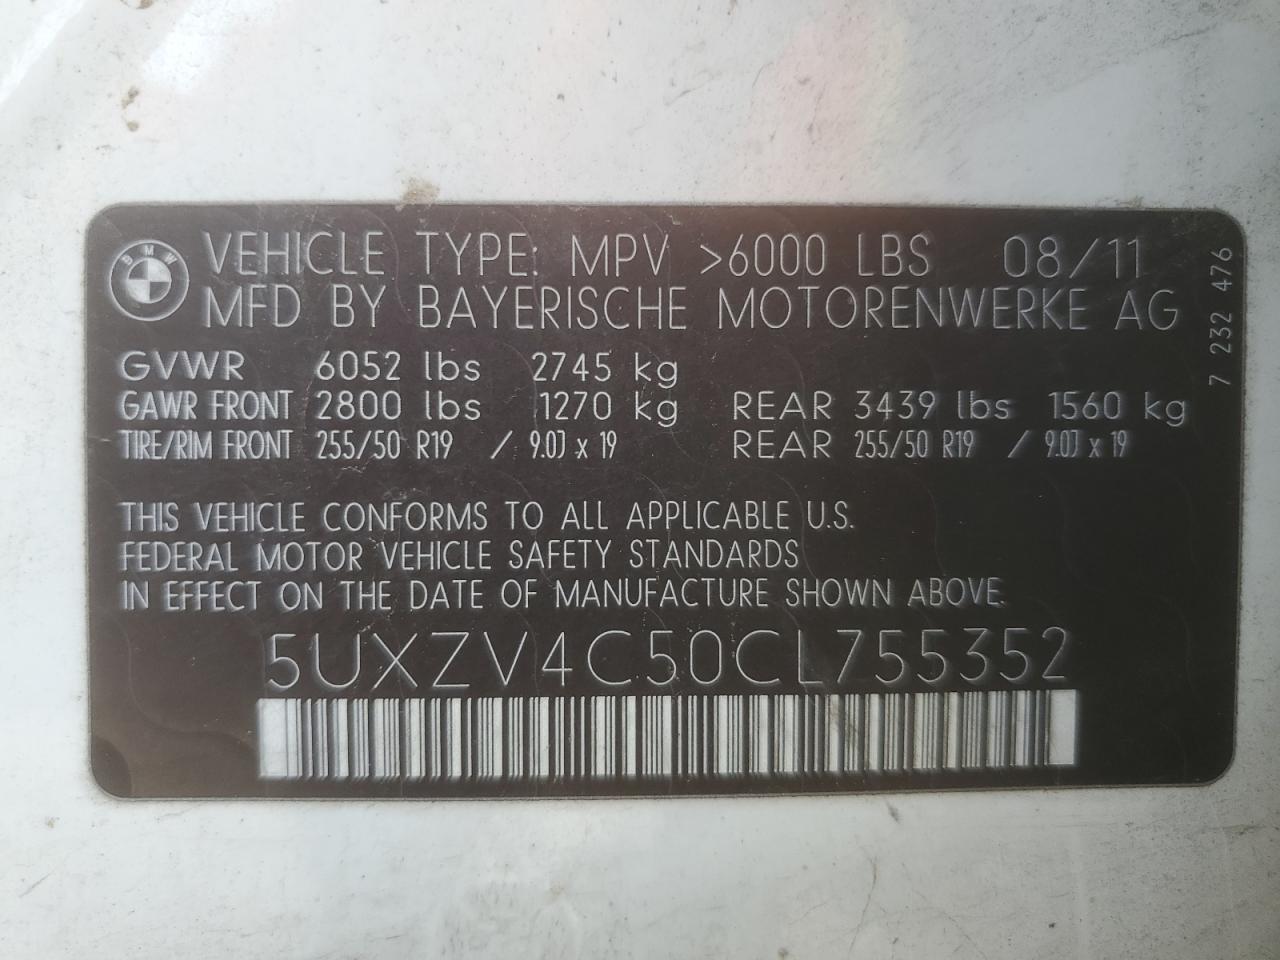 BMW
VEHICLE TYPE: MPV >6000 LBS 08/11
MFD BY BAYERISCHE MOTORENWERKE AG
GVWR 6052 lbs 2745 kg
GAWR FRONT 2800 lbs 1270 kg REAR 3439 lbs 1560 kg
TIRE/RIM FRONT 255/50 R19 / 9.0J x 19 REAR 255/50 R19 / 9.0J x 19
THIS VEHICLE CONFORMS TO ALL APPLICABLE U.S.
FEDERAL MOTOR VEHICLE SAFETY STANDARDS
IN EFFECT ON THE DATE OF MANUFACTURE SHOWN ABOVE.
5UXZV4C50CL755352
7 232 476